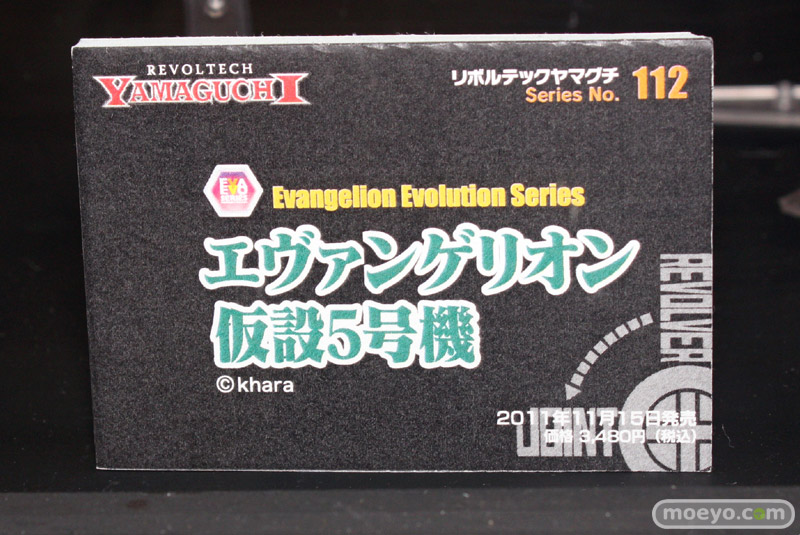 REVOLTECH
YAMAGUCHI
リボルテックヤマグチ
Series No. 112
EVA
EVO
SERIES
Evangelion Evolution Series
エヴァンゲリオン
仮設5号機
©khara
REVOLVER
JOINT
2011年11月15日発売
価格 3,480円（税込）
moeyo.com